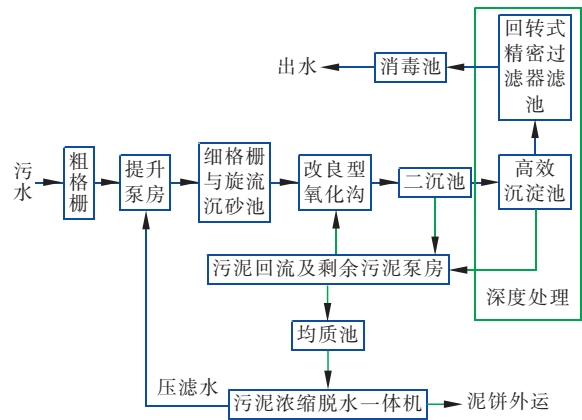 回转式
精密过
滤器滤
池
出水
消毒池
污
水
粗
格
栅
提升
泵房
细格栅
与旋流
沉砂池
改良型
氧化沟
二沉池
高效
沉淀池
污泥回流及剩余污泥泵房
深度处理
均质池
压滤水
污泥浓缩脱水一体机
泥饼外运